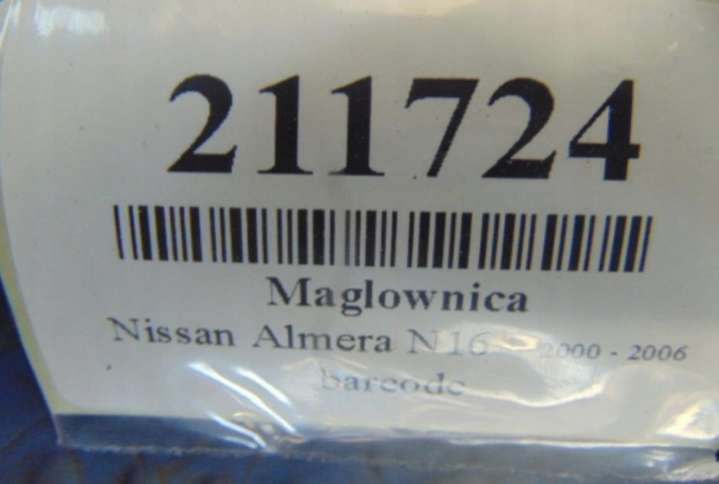 211724
Maglownica
Nissan Almera N16 2000 - 2006
barcode